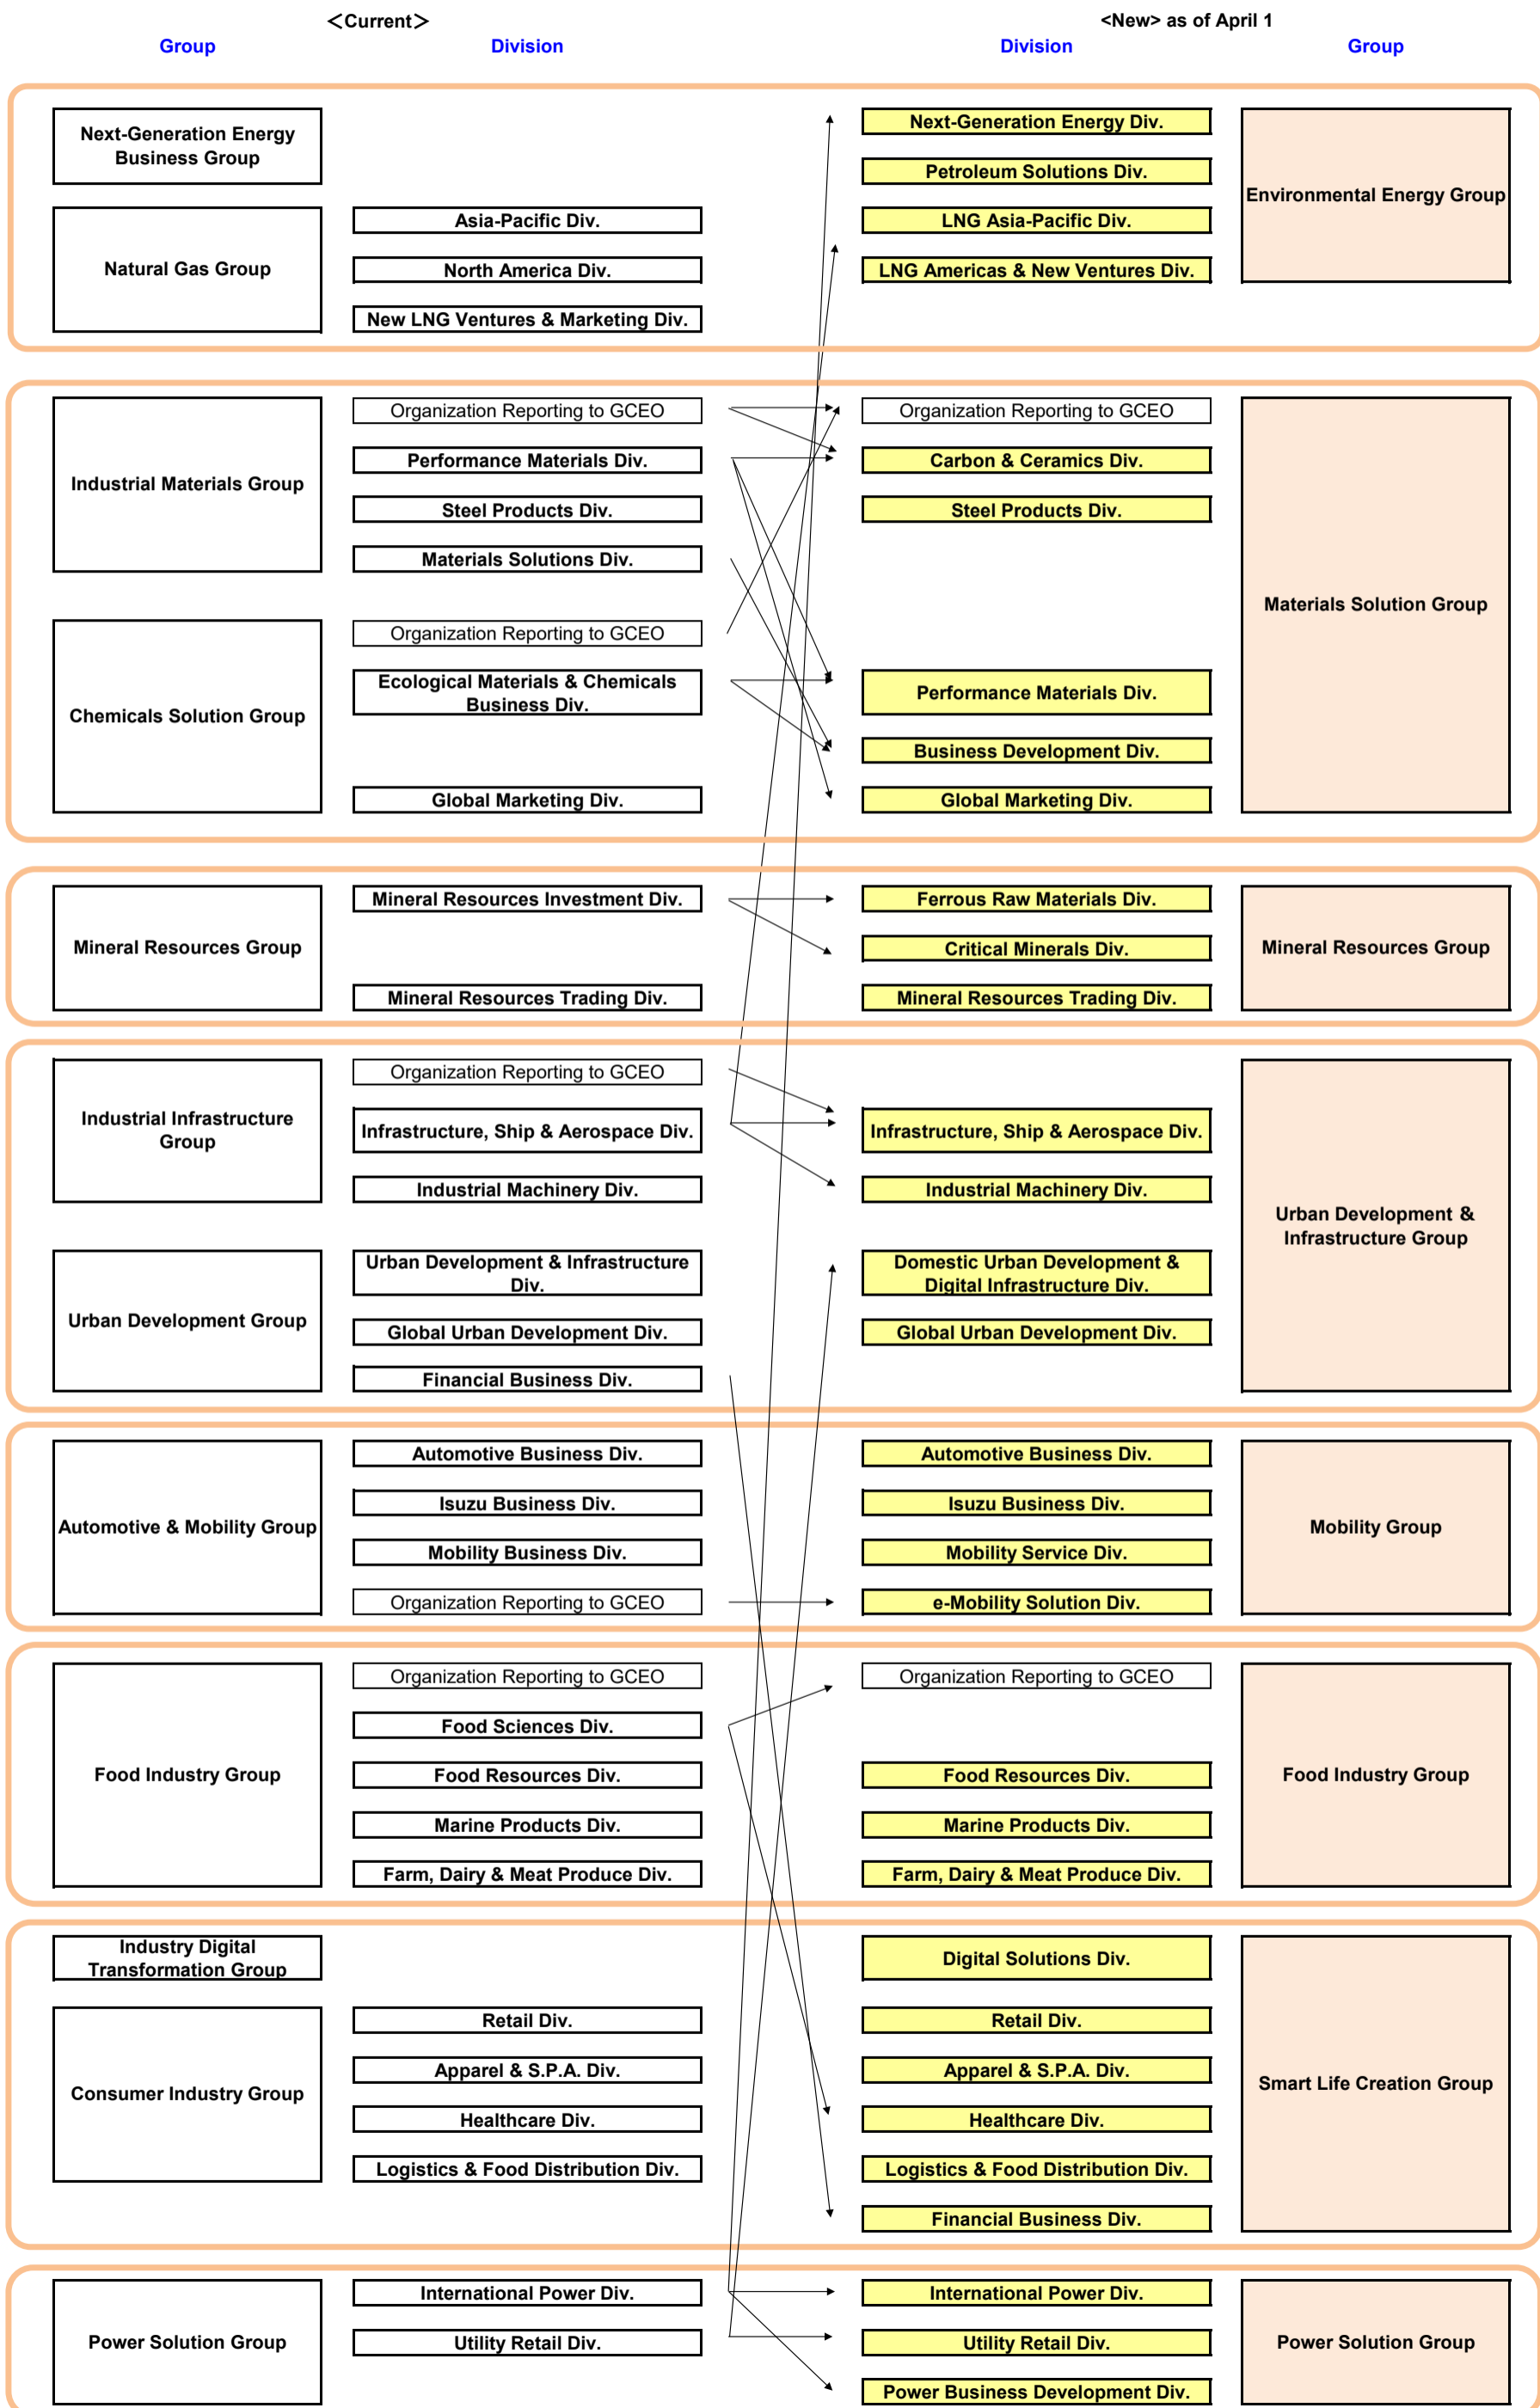 ＜Current＞
<New> as of April 1
Group
Division
Division
Group
Next-Generation Energy
Business Group
Next-Generation Energy Div.
Petroleum Solutions Div.
Environmental Energy Group
Natural Gas Group
Asia-Pacific Div.
LNG Asia-Pacific Div.
North America Div.
LNG Americas & New Ventures Div.
New LNG Ventures & Marketing Div.
Industrial Materials Group
Organization Reporting to GCEO
Organization Reporting to GCEO
Performance Materials Div.
Carbon & Ceramics Div.
Steel Products Div.
Steel Products Div.
Materials Solutions Div.
Materials Solution Group
Chemicals Solution Group
Organization Reporting to GCEO
Ecological Materials & Chemicals
Business Div.
Performance Materials Div.
Business Development Div.
Global Marketing Div.
Global Marketing Div.
Mineral Resources Group
Mineral Resources Investment Div.
Ferrous Raw Materials Div.
Critical Minerals Div.
Mineral Resources Group
Mineral Resources Trading Div.
Mineral Resources Trading Div.
Industrial Infrastructure
Group
Organization Reporting to GCEO
Infrastructure, Ship & Aerospace Div.
Infrastructure, Ship & Aerospace Div.
Industrial Machinery Div.
Industrial Machinery Div.
Urban Development &
Infrastructure Group
Urban Development Group
Urban Development & Infrastructure
Div.
Domestic Urban Development &
Digital Infrastructure Div.
Global Urban Development Div.
Global Urban Development Div.
Financial Business Div.
Automotive & Mobility Group
Automotive Business Div.
Automotive Business Div.
Isuzu Business Div.
Isuzu Business Div.
Mobility Group
Mobility Business Div.
Mobility Service Div.
Organization Reporting to GCEO
e-Mobility Solution Div.
Food Industry Group
Organization Reporting to GCEO
Organization Reporting to GCEO
Food Sciences Div.
Food Resources Div.
Food Resources Div.
Food Industry Group
Marine Products Div.
Marine Products Div.
Farm, Dairy & Meat Produce Div.
Farm, Dairy & Meat Produce Div.
Industry Digital
Transformation Group
Digital Solutions Div.
Consumer Industry Group
Retail Div.
Retail Div.
Apparel & S.P.A. Div.
Apparel & S.P.A. Div.
Smart Life Creation Group
Healthcare Div.
Healthcare Div.
Logistics & Food Distribution Div.
Logistics & Food Distribution Div.
Financial Business Div.
Power Solution Group
International Power Div.
International Power Div.
Utility Retail Div.
Utility Retail Div.
Power Solution Group
Power Business Development Div.